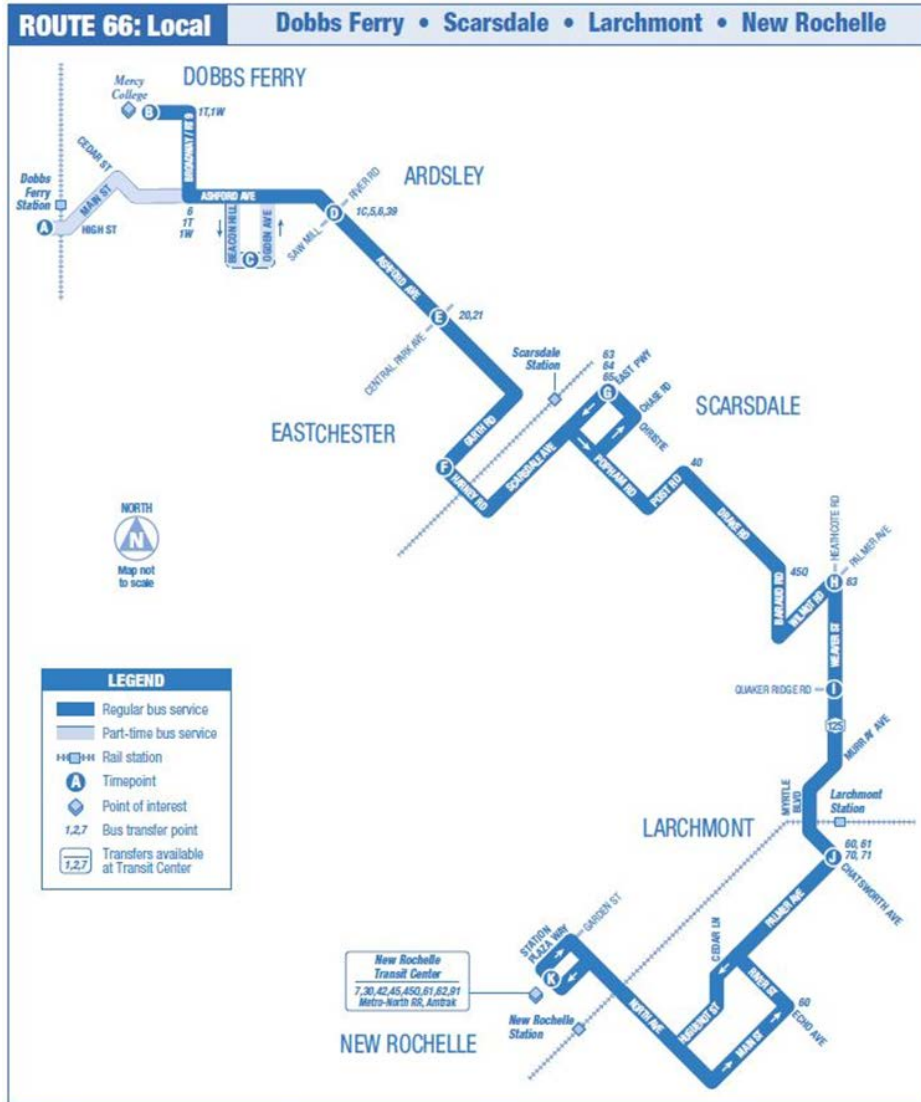 ROUTE 66: Local
Dobbs Ferry • Scarsdale • Larchmont • New Rochelle
DOBBS FERRY
Mercy
College
B
1T,1W
BROADWAY / RT 9
CEDAR ST
MAIN ST
HIGH ST
Dobbs
Ferry
Station
A
ASHFORD AVE
6
1T
1W
BEACON HILL
OGDEN AVE
C
ARDSLEY
RIVER RD
D
1C,5,6,39
SAW MILL
ASHFORD AVE
E
20,21
CENTRAL PARK AVE
EASTCHESTER
GARTH RD
F
HARNEY RD
Scarsdale
Station
SCARSDALE AVE
63
64
65
G
EAST PWY
CHASE RD
CHRISTIE
SCARSDALE
POPHAM RD
POST RD
40
DRAKE RD
45Q
BARAUD RD
WILMOT RD
HEATHCOTE RD
PALMER AVE
H
63
WEAVER ST
QUAKER RIDGE RD
I
125
MURRAY AVE
MYRTLE
BLVD
Larchmont
Station
LARCHMONT
60, 61
70, 71
J
CHATSWORTH AVE
PALMER AVE
CEDAR LN
RIVER ST
60
ECHO AVE
MAIN ST
HUGUENOT ST
NORTH AVE
GARDEN ST
STATION
PLAZA WAY
K
New Rochelle
Transit Center
7,30,42,45,45Q,61,62,91
Metro-North RR, Amtrak
New Rochelle
Station
NEW ROCHELLE
NORTH
N
Map not
to scale
LEGEND
Regular bus service
Part-time bus service
Rail station
A Timepoint
Point of interest
1,2,7 Bus transfer point
1,2,7 Transfers available
at Transit Center